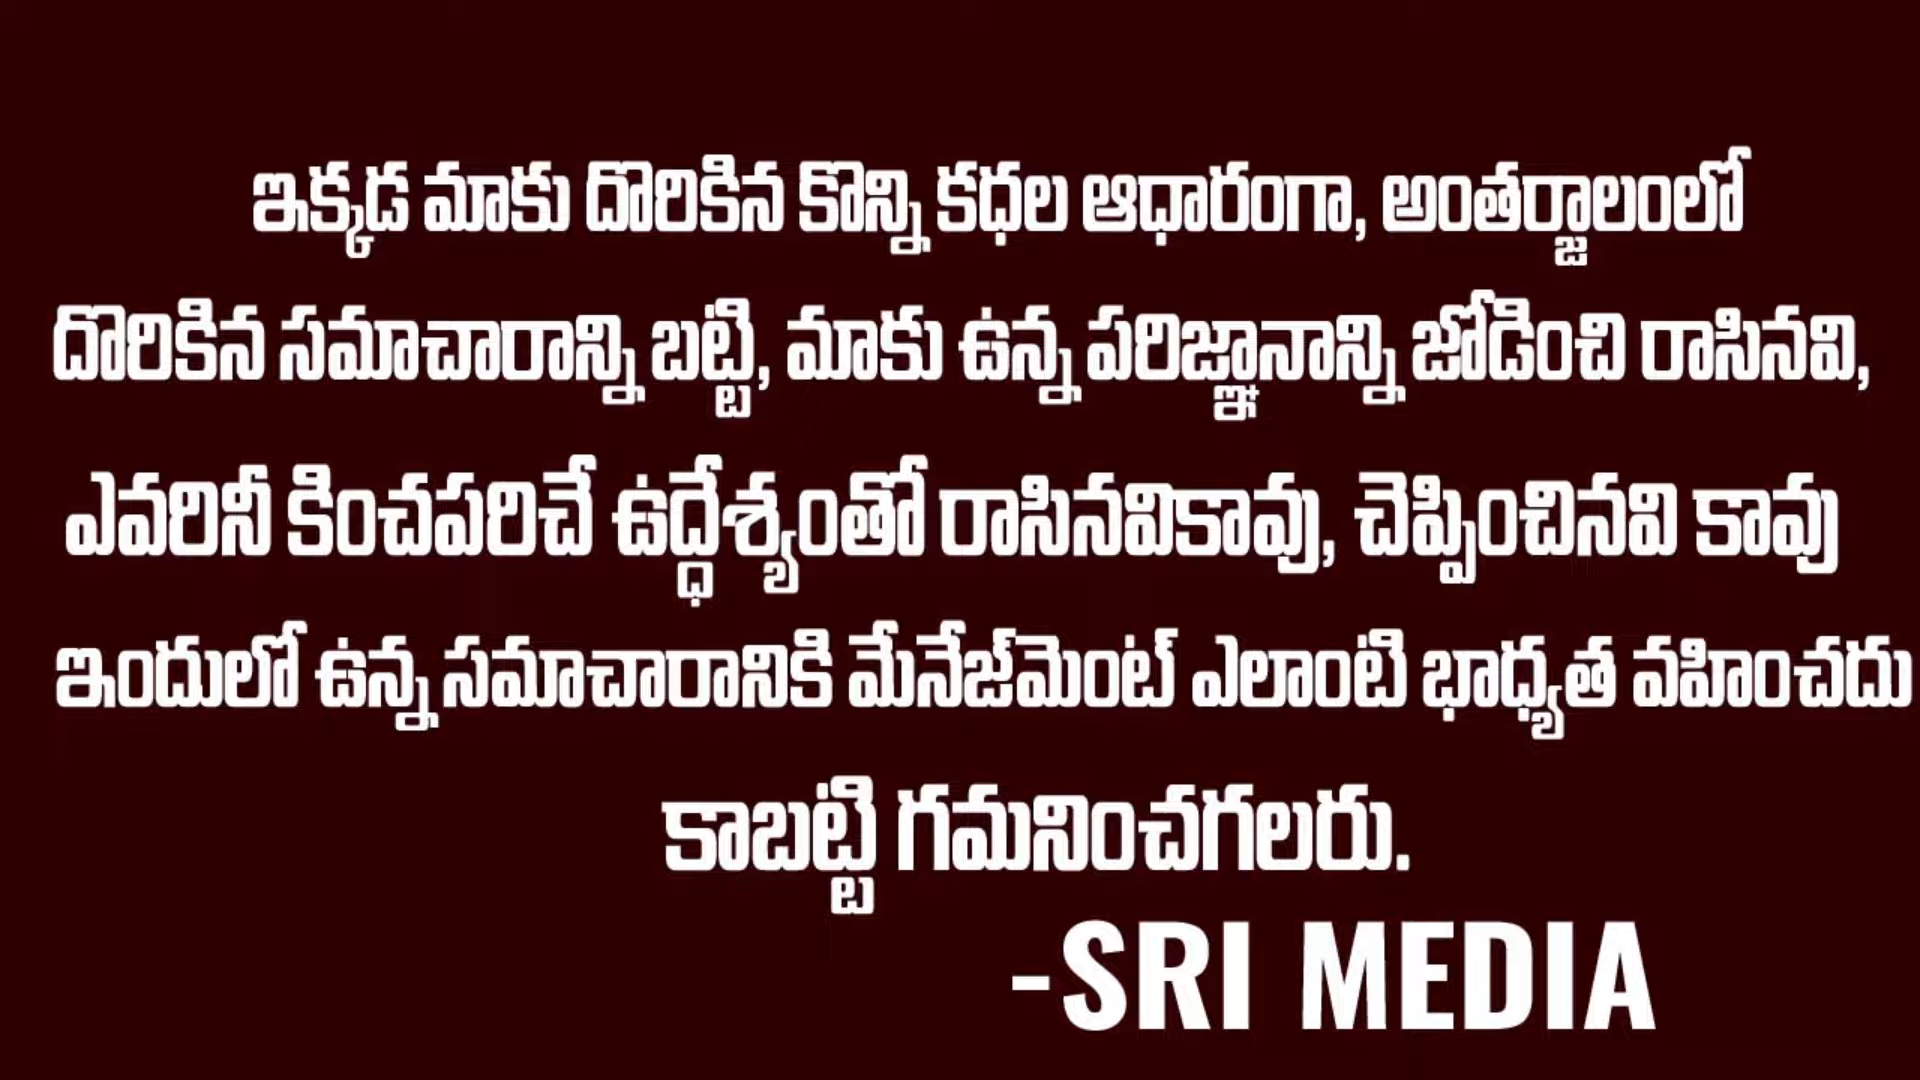 ఇక్కడ మాకు దొరికిన కొన్ని కధల ఆధారంగా, అంతర్జాలంలో
దొరికిన సమాచారాన్ని బట్టి, మాకు ఉన్న పరిజ్ఞానాన్ని జోడించి రాసినవి,
ఎవరినీ కించపరిచే ఉద్ధేశ్యంతో రాసినవికావు, చెప్పించినవి కావు
ఇందులో ఉన్న సమాచారానికి మేనేజ్‌మెంట్ ఎలాంటి భాధ్యత వహించదు
కాబట్టి గమనించగలరు.
-SRI MEDIA